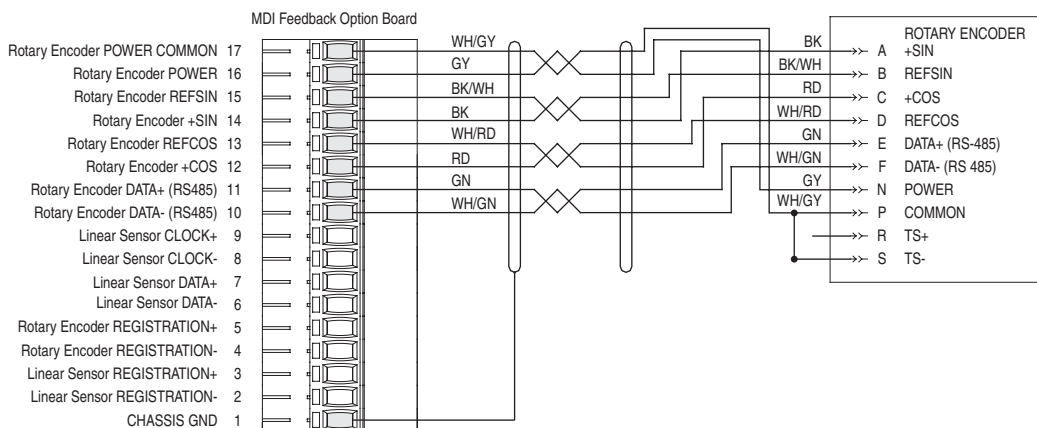 MDI Feedback Option Board
Rotary Encoder POWER COMMON 17
Rotary Encoder POWER 16
Rotary Encoder REFSIN 15
Rotary Encoder +SIN 14
Rotary Encoder REFCOS 13
Rotary Encoder +COS 12
Rotary Encoder DATA+ (RS485) 11
Rotary Encoder DATA- (RS485) 10
Linear Sensor CLOCK+ 9
Linear Sensor CLOCK- 8
Linear Sensor DATA+ 7
Linear Sensor DATA- 6
Rotary Encoder REGISTRATION+ 5
Rotary Encoder REGISTRATION- 4
Linear Sensor REGISTRATION+ 3
Linear Sensor REGISTRATION- 2
CHASSIS GND 1
WH/GY
GY
BK/WH
BK
WH/RD
RD
GN
WH/GN
ROTARY ENCODER
BK A +SIN
BK/WH B REFSIN
RD C +COS
WH/RD D REFCOS
GN E DATA+ (RS-485)
WH/GN F DATA- (RS 485)
GY N POWER
WH/GY P COMMON
R TS+
S TS-